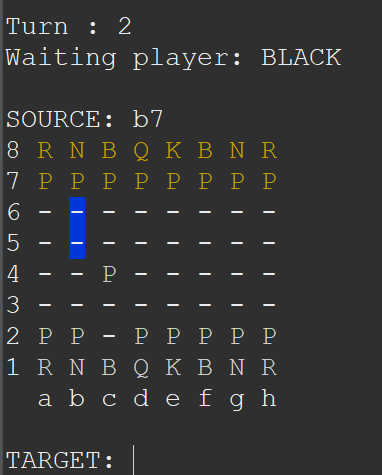 Turn : 2
Waiting player: BLACK
SOURCE: b7
8 R N B Q K B N R
7 P P P P P P P P
6 - - - - - - - -
5 - - - - - - - -
4 - - P - - - - -
3 - - - - - - - -
2 P P - P P P P P
1 R N B Q K B N R
a b c d e f g h
TARGET: